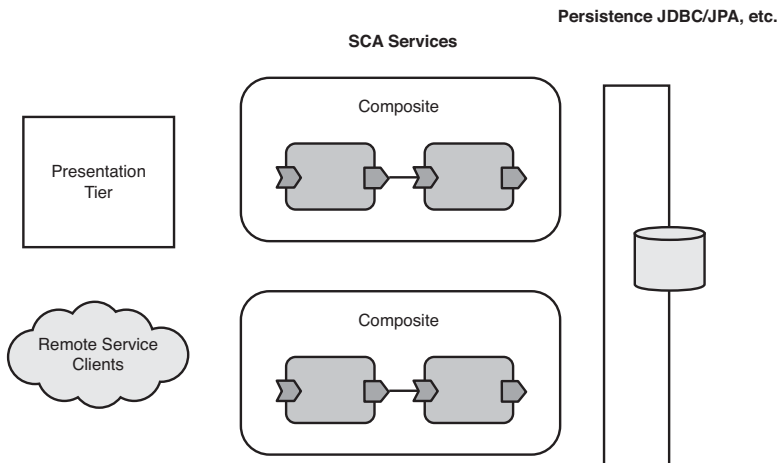 Persistence JDBC/JPA, etc.
SCA Services
Composite
Presentation
Tier
Composite
Remote Service
Clients